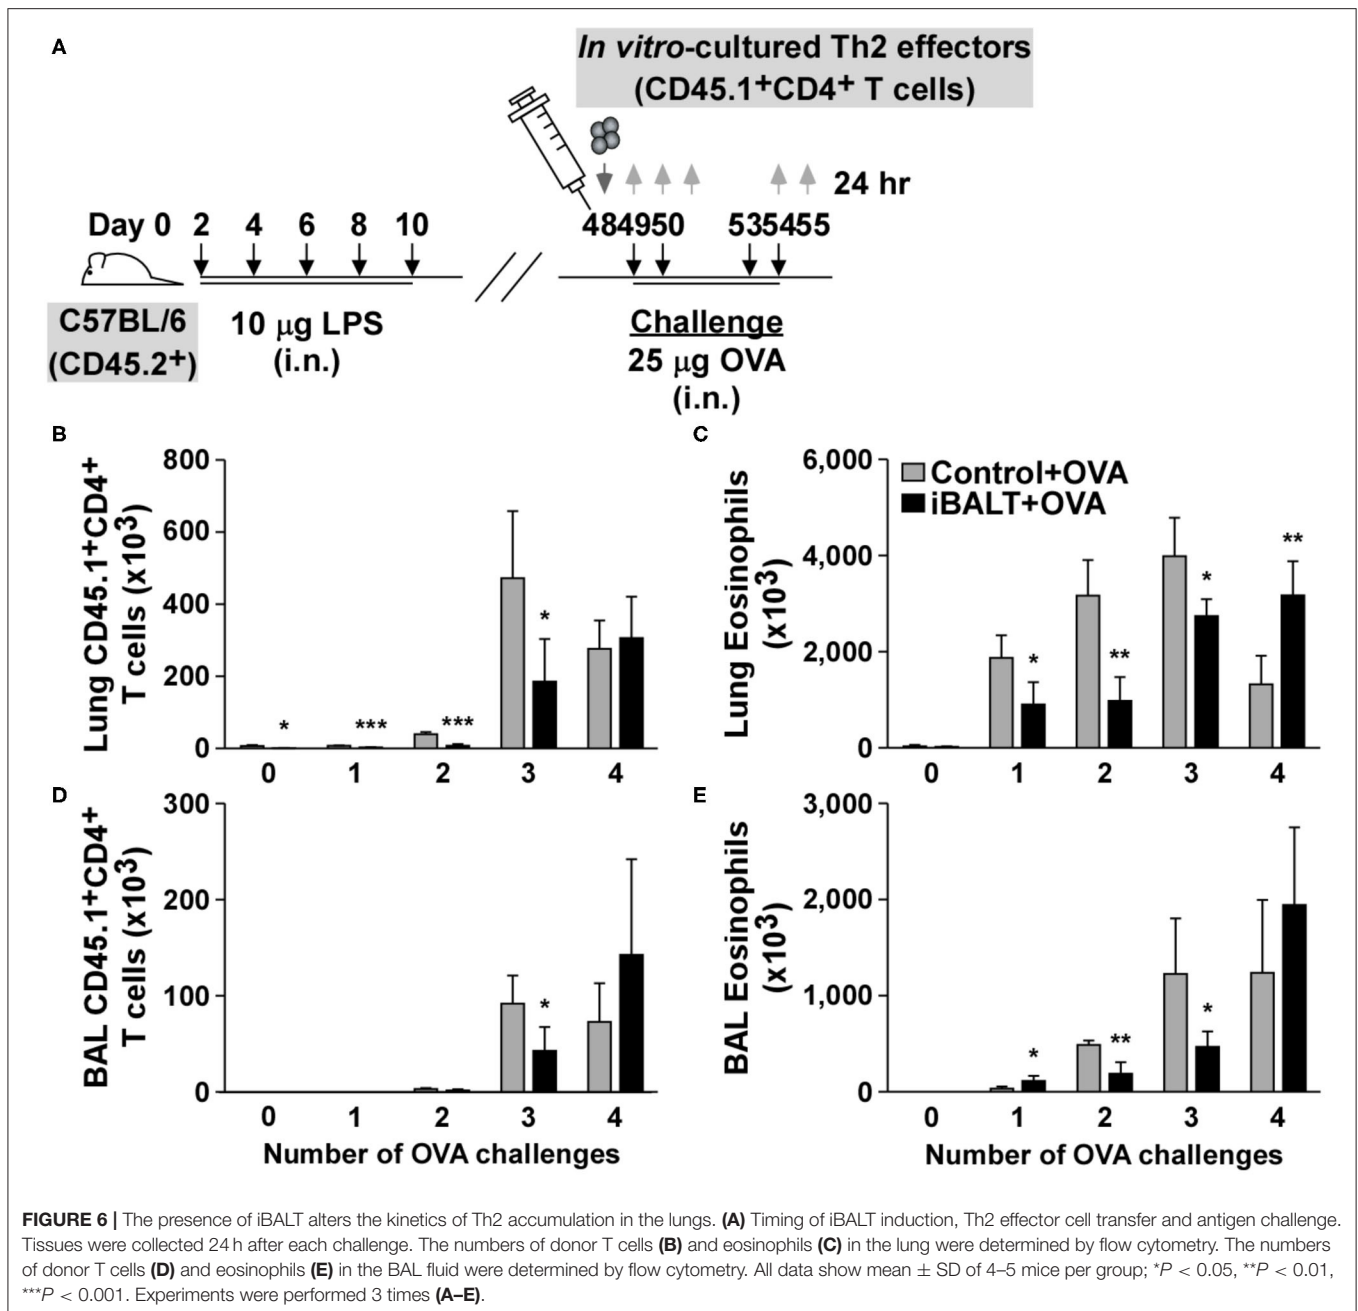 A
In vitro-cultured Th2 effectors
(CD45.1+CD4+ T cells)
24 hr
Day 0 2 4 6 8 10 484950 535455
C57BL/6
(CD45.2+)
10 μg LPS
(i.n.)
Challenge
25 μg OVA
(i.n.)
B
Lung CD45.1+CD4+
T cells (x103)
800
600
400
200
0
* *** *** *
0 1 2 3 4
C
Lung Eosinophils
(x103)
6,000
4,000
2,000
0
Control+OVA
iBALT+OVA
* ** * **
0 1 2 3 4
D
BAL CD45.1+CD4+
T cells (x103)
300
200
100
0
*
0 1 2 3 4
Number of OVA challenges
E
BAL Eosinophils
(x103)
3,000
2,000
1,000
0
* ** *
0 1 2 3 4
Number of OVA challenges
FIGURE 6 | The presence of iBALT alters the kinetics of Th2 accumulation in the lungs. (A) Timing of iBALT induction, Th2 effector cell transfer and antigen challenge.
Tissues were collected 24 h after each challenge. The numbers of donor T cells (B) and eosinophils (C) in the lung were determined by flow cytometry. The numbers
of donor T cells (D) and eosinophils (E) in the BAL fluid were determined by flow cytometry. All data show mean ± SD of 4–5 mice per group; *P < 0.05, **P < 0.01,
***P < 0.001. Experiments were performed 3 times (A–E).